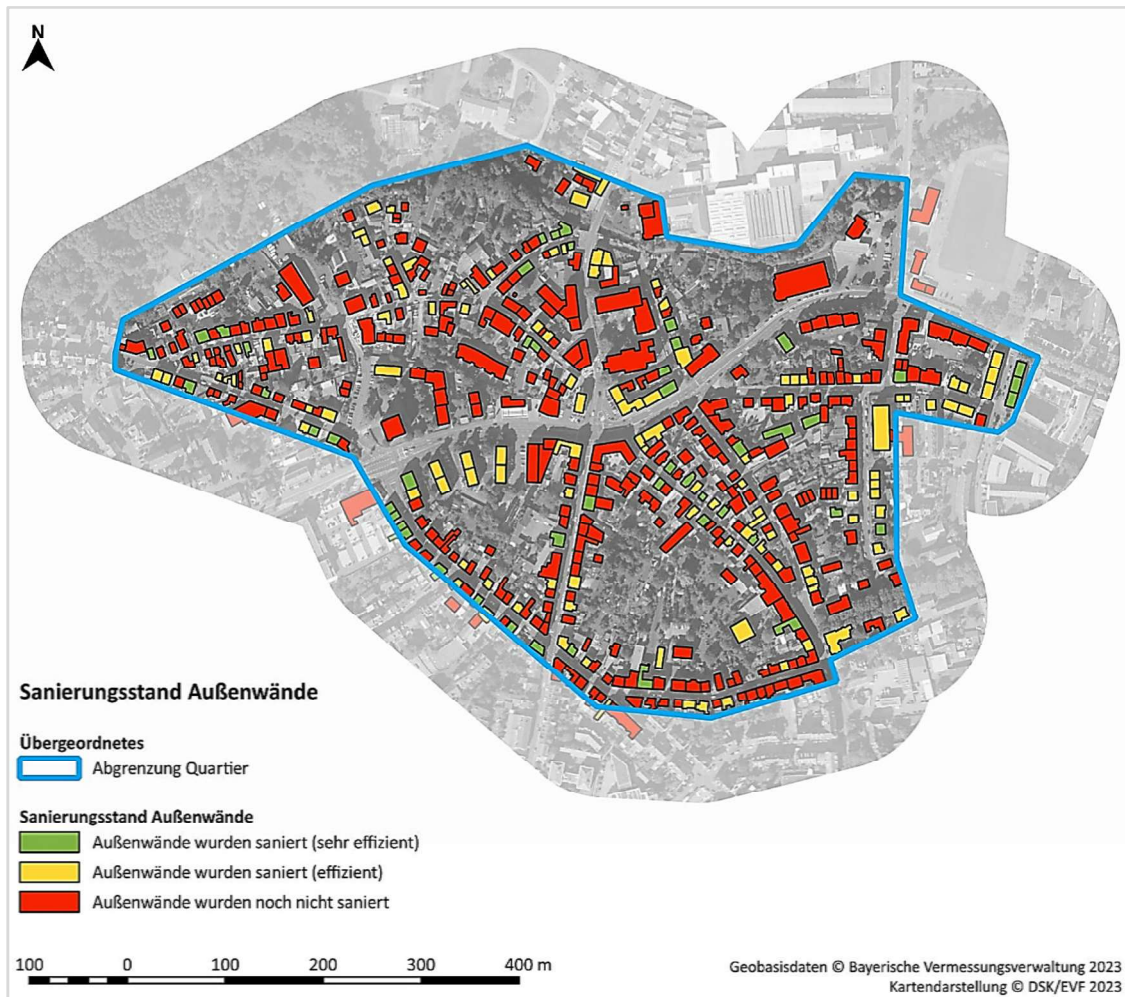 N
Sanierungsstand Außenwände
Übergeordnetes
Abgrenzung Quartier
Sanierungsstand Außenwände
Außenwände wurden saniert (sehr effizient)
Außenwände wurden saniert (effizient)
Außenwände wurden noch nicht saniert
100 0 100 200 300 400 m
Geobasisdaten © Bayerische Vermessungsverwaltung 2023
Kartendarstellung © DSK/EVF 2023